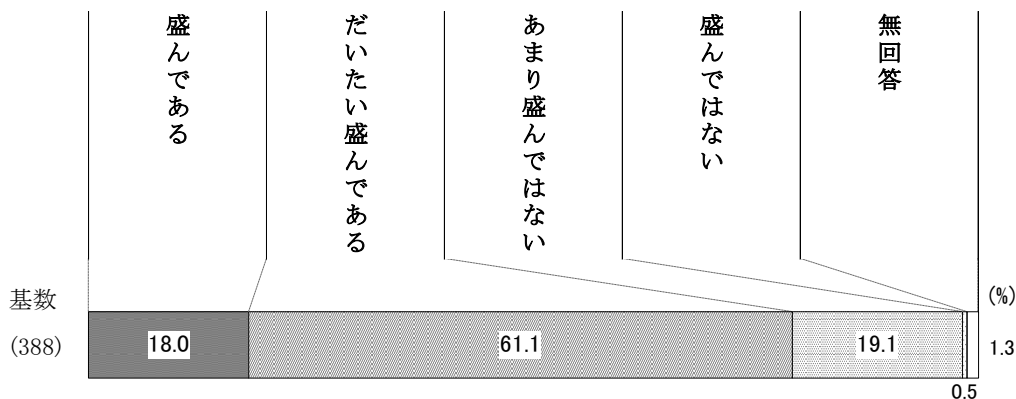 盛んである
だいたい盛んである
あまり盛んではない
盛んではない
無回答
基数
(%)
(388)
18.0
61.1
19.1
1.3
0.5